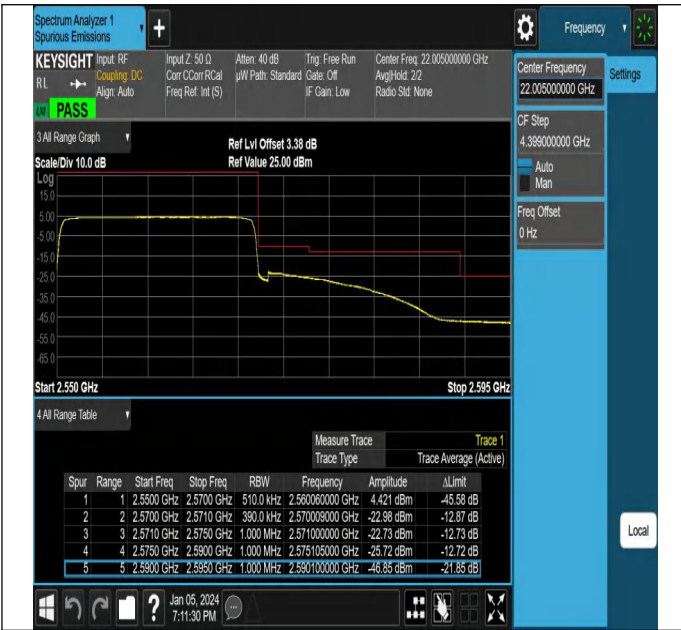 Spectrum Analyzer 1
Spurious Emissions
+
Frequency
KEYSIGHT
RL
PASS
Input: RF
Coupling: DC
Align: Auto
Input Z: 50 Ω
Corr CCorr RCal
Freq Ref: Int (S)
Atten: 40 dB
µW Path: Standard
Trig: Free Run
Gate: Off
IF Gain: Low
Center Freq: 22.005000000 GHz
Avg|Hold: 2/2
Radio Std: None
Center Frequency
22.005000000 GHz
Settings
CF Step
4.399000000 GHz
Auto
Man
Freq Offset
0 Hz
3 All Range Graph
Scale/Div 10.0 dB
Ref Lvl Offset 3.38 dB
Ref Value 25.00 dBm
Log
15.0
5.00
-5.00
-15.0
-25.0
-35.0
-45.0
-55.0
-65.0
Start 2.550 GHz Stop 2.595 GHz
4 All Range Table
Measure Trace Trace 1
Trace Type Trace Average (Active)
Spur Range Start Freq Stop Freq RBW Frequency Amplitude ΔLimit
1 1 2.5500 GHz 2.5700 GHz 510.0 kHz 2.560060000 GHz 4.421 dBm -45.58 dB
2 2 2.5700 GHz 2.5710 GHz 390.0 kHz 2.570009000 GHz -22.98 dBm -12.87 dB
3 3 2.5710 GHz 2.5750 GHz 1.000 MHz 2.571000000 GHz -22.73 dBm -12.73 dB
4 4 2.5750 GHz 2.5900 GHz 1.000 MHz 2.575105000 GHz -25.72 dBm -12.72 dB
5 5 2.5900 GHz 2.5950 GHz 1.000 MHz 2.590100000 GHz -46.85 dBm -21.85 dB
Local
?
Jan 05, 2024
7:11:30 PM